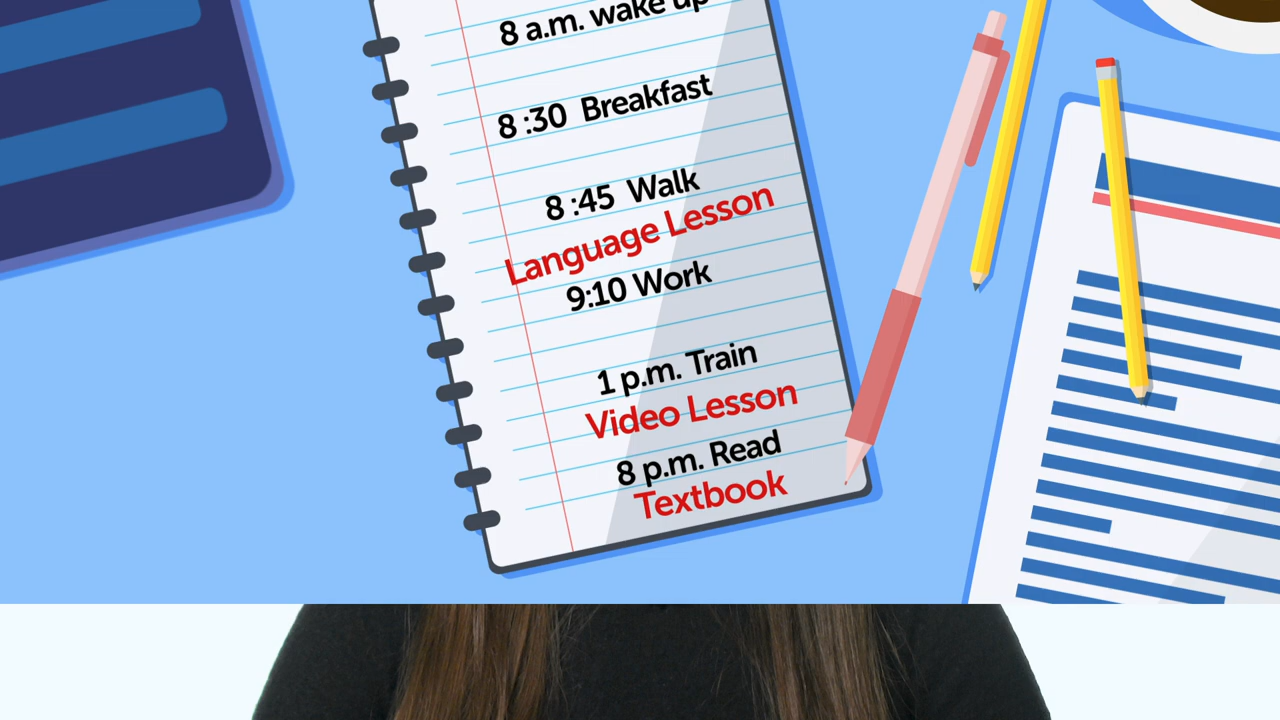 8 a.m. wake up
8 :30 Breakfast
8 :45 Walk
Language Lesson
9:10 Work
1 p.m. Train
Video Lesson
8 p.m. Read
Textbook